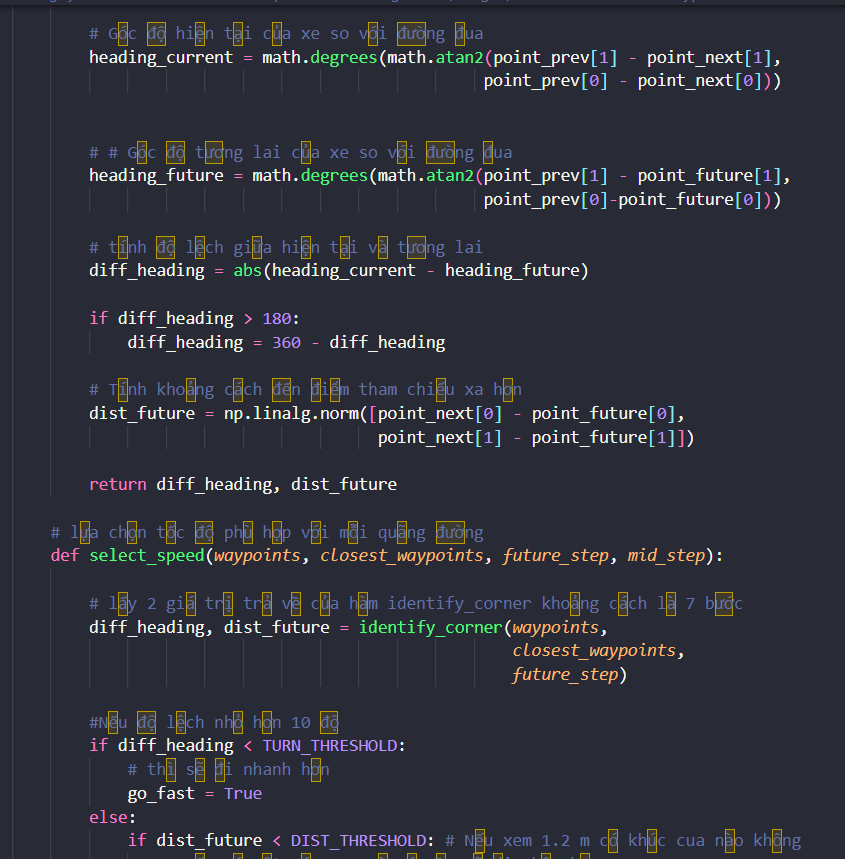 # Góc độ hiện tại của xe so với đường đua
heading_current = math.degrees(math.atan2(point_prev[1] - point_next[1],
point_prev[0] - point_next[0]))
# # Góc độ tương lai của xe so với đường đua
heading_future = math.degrees(math.atan2(point_prev[1] - point_future[1],
point_prev[0]-point_future[0]))
# tính độ lệch giữa hiện tại và tương lai
diff_heading = abs(heading_current - heading_future)
if diff_heading > 180:
diff_heading = 360 - diff_heading
# Tính khoảng cách đến điểm tham chiếu xa hơn
dist_future = np.linalg.norm([point_next[0] - point_future[0],
point_next[1] - point_future[1]])
return diff_heading, dist_future
# lựa chọn tốc độ phù hợp với mỗi quãng đường
def select_speed(waypoints, closest_waypoints, future_step, mid_step):
# lấy 2 giá trị trả về của hàm identify_corner khoảng cách là 7 bước
diff_heading, dist_future = identify_corner(waypoints,
closest_waypoints,
future_step)
#Nếu độ lệch nhỏ hơn 10 độ
if diff_heading < TURN_THRESHOLD:
# thì sẽ đi nhanh hơn
go_fast = True
else:
if dist_future < DIST_THRESHOLD: # Nếu xem 1.2 m có khúc cua nào không